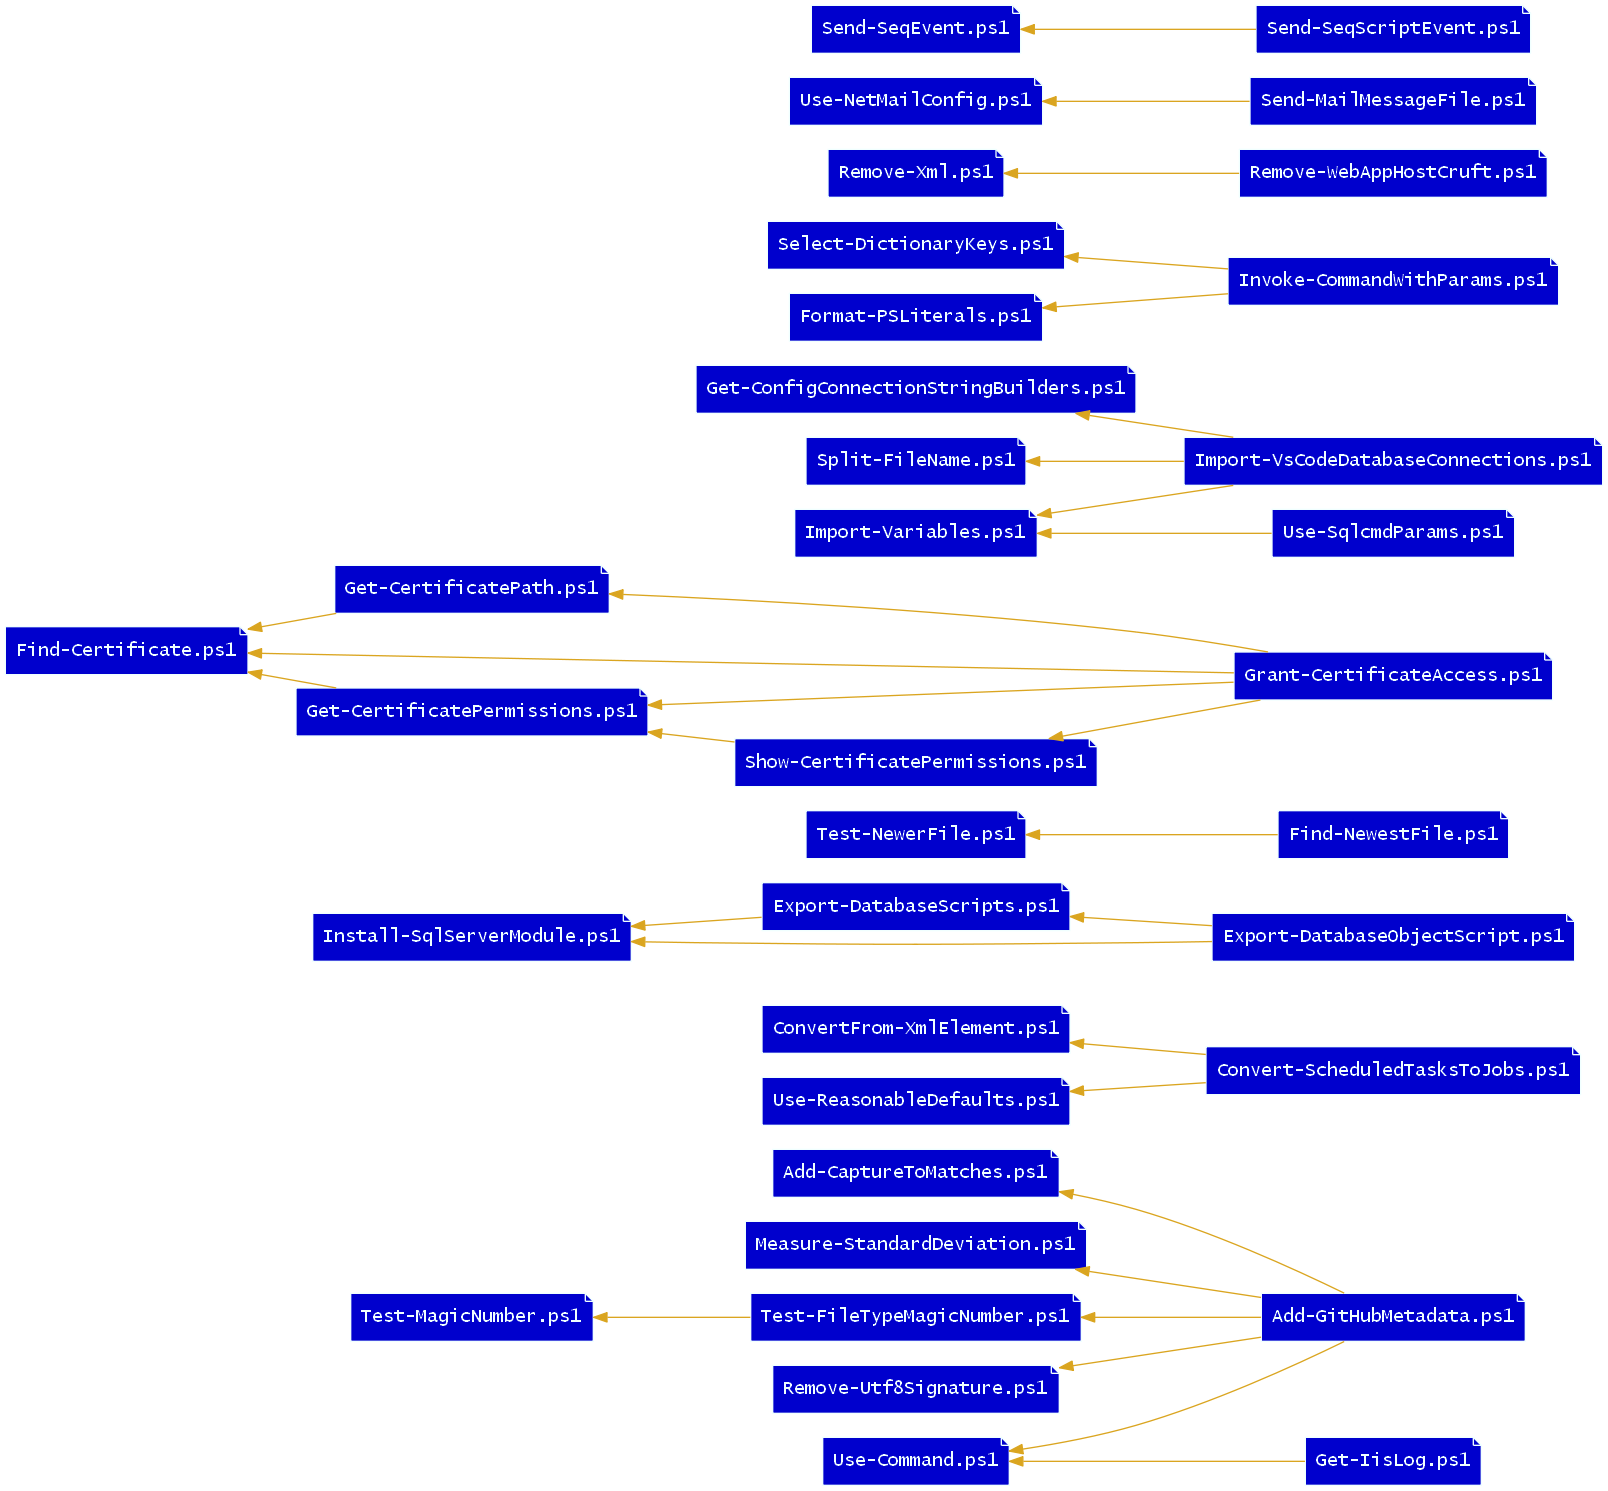 Send-SeqEvent.ps1
Send-SeqScriptEvent.ps1
Use-NetMailConfig.ps1
Send-MailMessageFile.ps1
Remove-Xml.ps1
Remove-WebAppHostCruft.ps1
Select-DictionaryKeys.ps1
Invoke-CommandWithParams.ps1
Format-PSLiterals.ps1
Get-ConfigConnectionStringBuilders.ps1
Split-FileName.ps1
Import-VsCodeDatabaseConnections.ps1
Import-Variables.ps1
Use-SqlcmdParams.ps1
Get-CertificatePath.ps1
Find-Certificate.ps1
Grant-CertificateAccess.ps1
Get-CertificatePermissions.ps1
Show-CertificatePermissions.ps1
Test-NewerFile.ps1
Find-NewestFile.ps1
Export-DatabaseScripts.ps1
Install-SqlServerModule.ps1
Export-DatabaseObjectScript.ps1
ConvertFrom-XmlElement.ps1
Convert-ScheduledTasksToJobs.ps1
Use-ReasonableDefaults.ps1
Add-CaptureToMatches.ps1
Measure-StandardDeviation.ps1
Test-MagicNumber.ps1
Test-FileTypeMagicNumber.ps1
Add-GitHubMetadata.ps1
Remove-Utf8Signature.ps1
Use-Command.ps1
Get-IisLog.ps1